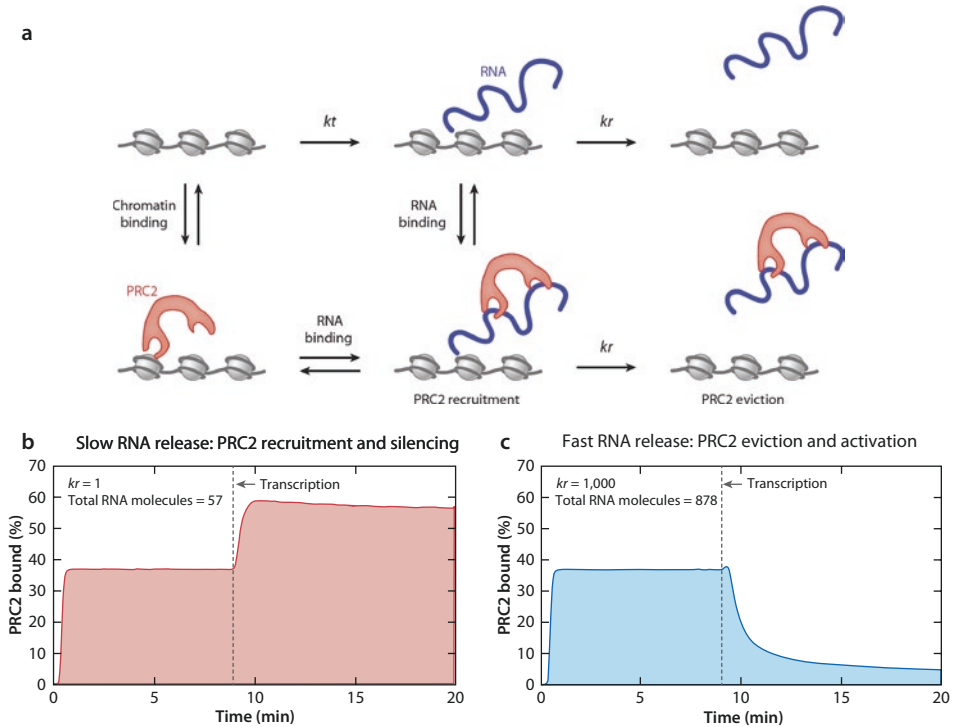 a
RNA
kt
kr
Chromatin
binding
RNA
binding
PRC2
RNA
binding
kr
PRC2 recruitment
PRC2 eviction
b
Slow RNA release: PRC2 recruitment and silencing
70
60
50
40
30
20
10
0
PRC2 bound (%)
kr = 1
Total RNA molecules = 57
Transcription
0
5
10
15
20
Time (min)
c
Fast RNA release: PRC2 eviction and activation
70
60
50
40
30
20
10
0
PRC2 bound (%)
kr = 1,000
Total RNA molecules = 878
Transcription
0
5
10
15
20
Time (min)